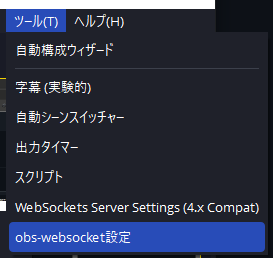 ツール(T) ヘルプ(H)
自動構成ウィザード
字幕 (実験的)
自動シーンスイッチャー
出力タイマー
スクリプト
WebSockets Server Settings (4.x Compat)
obs-websocket設定